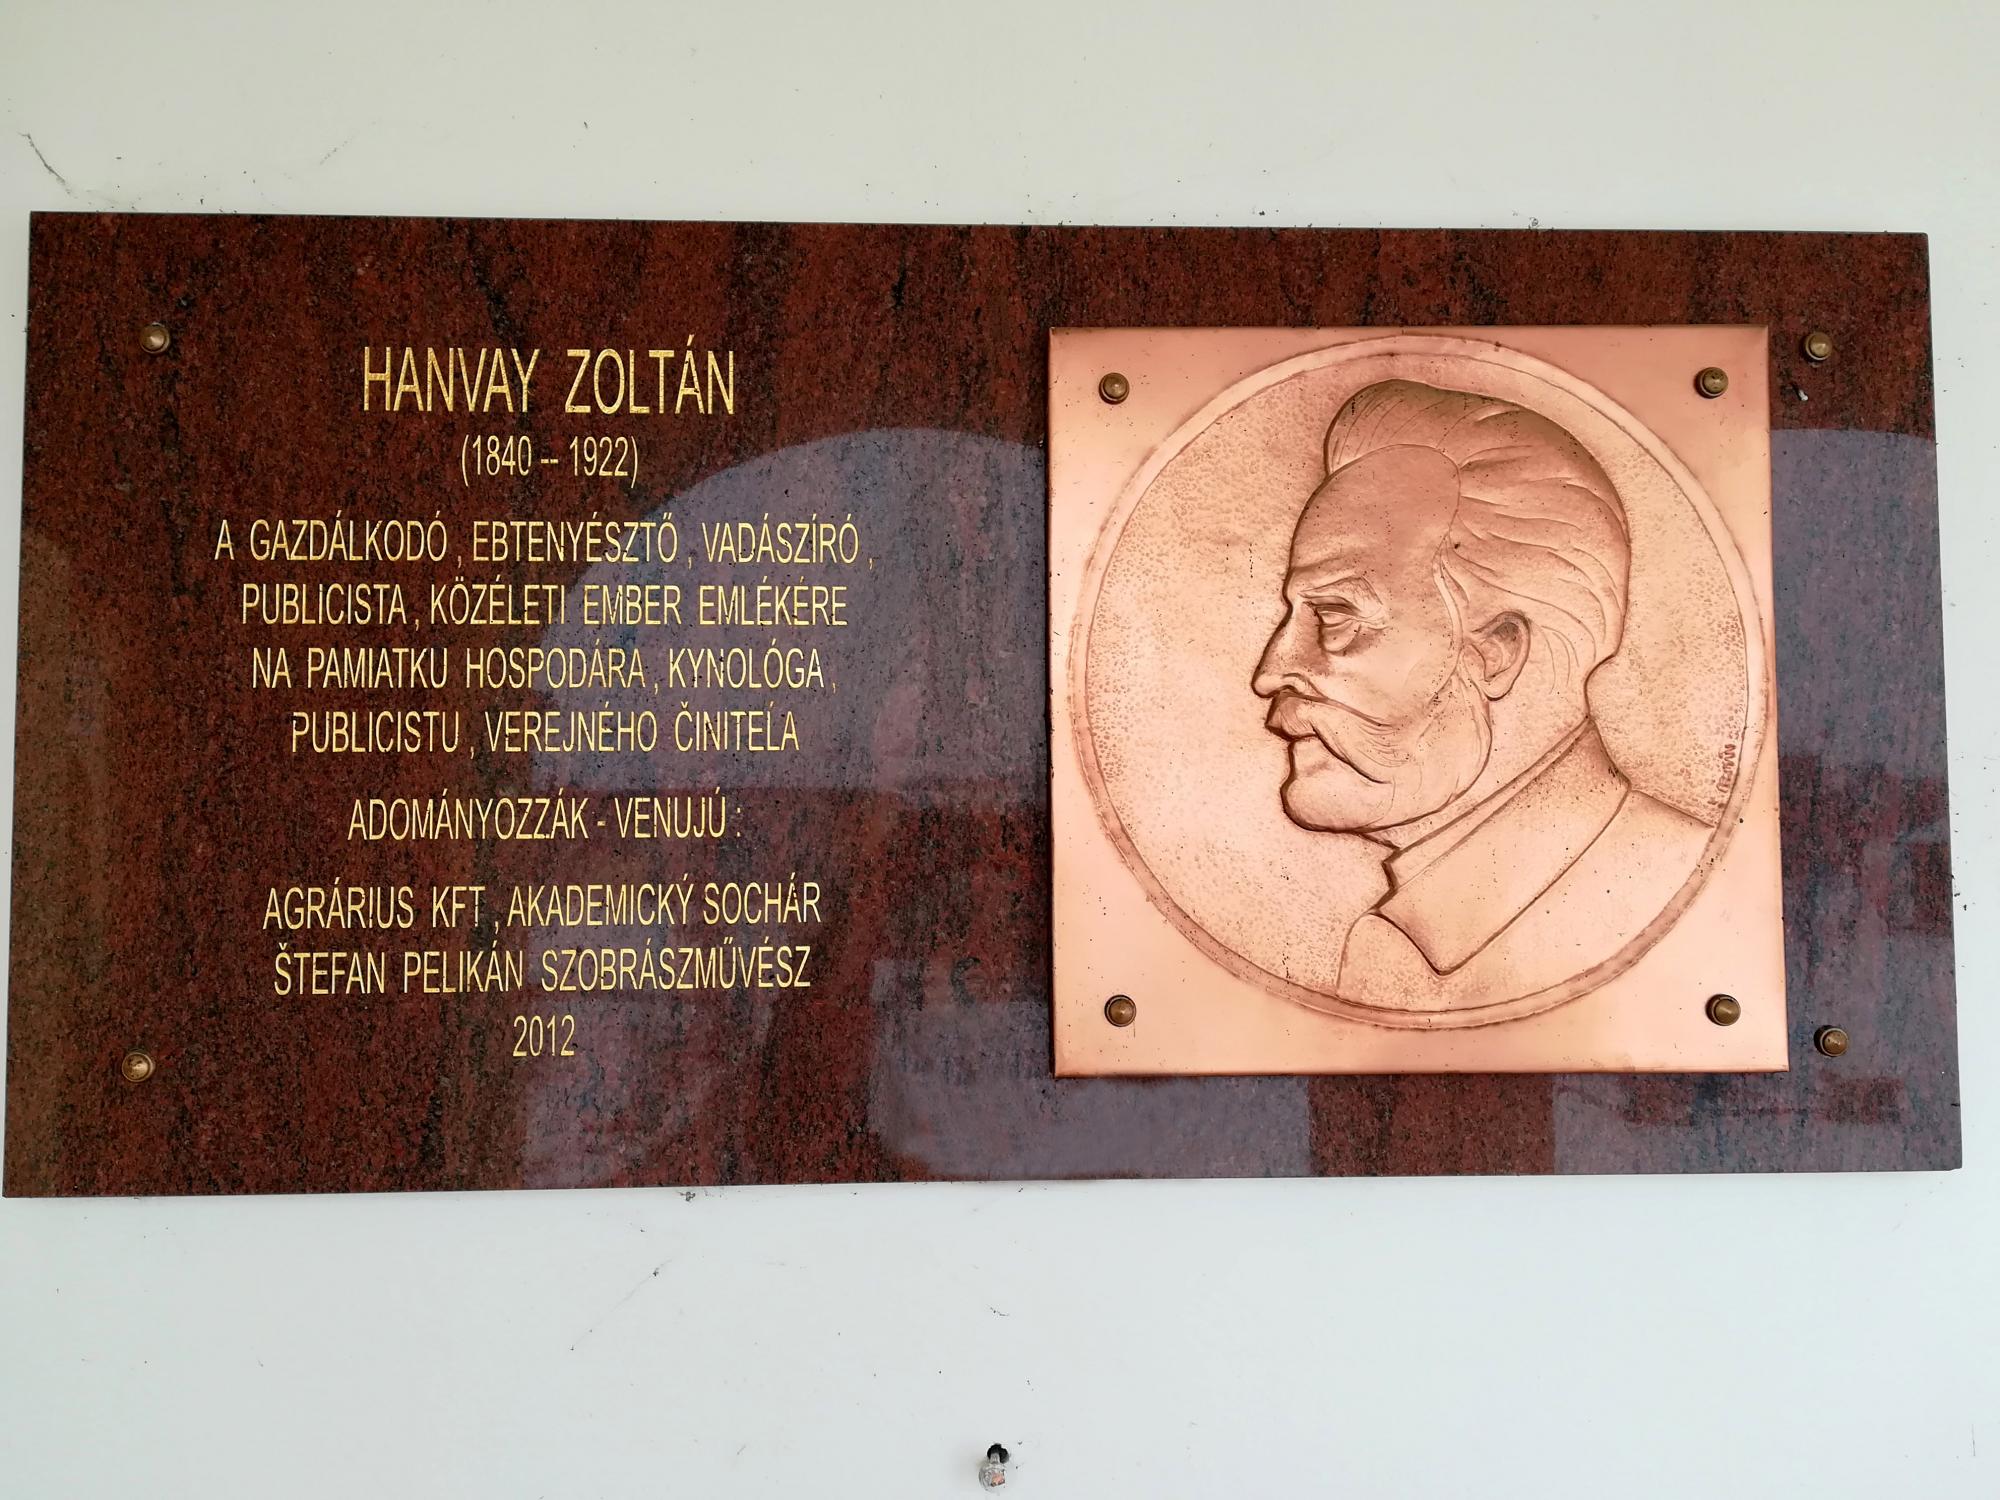 HANVAY ZOLTÁN
(1840 -- 1922)
A GAZDÁLKODÓ, EBTENYÉSZTŐ, VADÁSZÍRÓ,
PUBLICISTA, KÖZÉLETI EMBER EMLÉKÉRE
NA PAMIATKU HOSPODÁRA, KYNOLÓGA,
PUBLICISTU, VEREJNÉHO ČINITEĽA
ADOMÁNYOZZÁK - VENUJÚ:
AGRÁRIUS KFT, AKADEMICKÝ SOCHÁR
ŠTEFAN PELIKÁN SZOBRÁSZMŰVÉSZ
2012